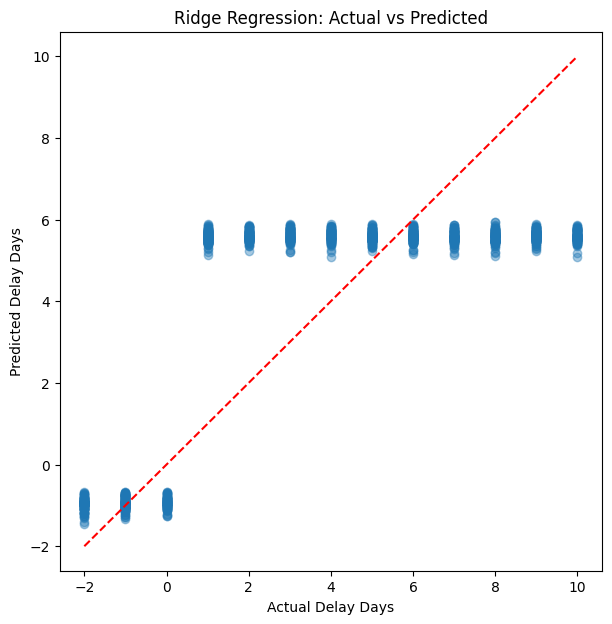 Ridge Regression: Actual vs Predicted
10
8
6
4
2
0
−2
Predicted Delay Days
−2 0 2 4 6 8 10
Actual Delay Days